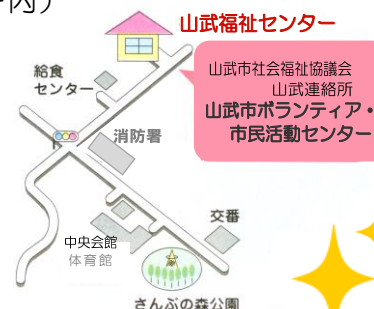 内）
山武福祉センター
山武市社会福祉協議会
山武連絡所
山武市ボランティア・
市民活動センター
給食
センター
消防署
交番
中央会館
体育館
さんぶの森公園